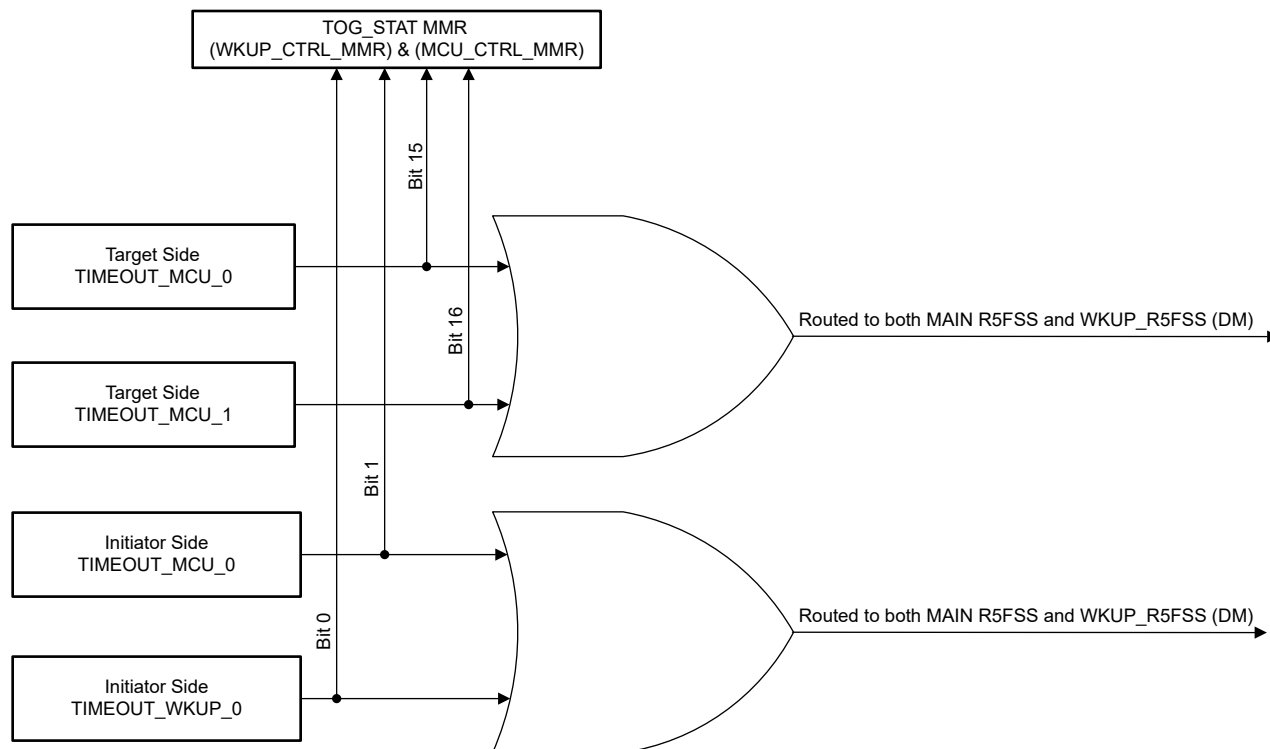 TOG_STAT MMR
(WKUP_CTRL_MMR) & (MCU_CTRL_MMR)
Bit 15
Target Side
TIMEOUT_MCU_0
Routed to both MAIN R5FSS and WKUP_R5FSS (DM)
Bit 16
Target Side
TIMEOUT_MCU_1
Bit 1
Initiator Side
TIMEOUT_MCU_0
Bit 0
Routed to both MAIN R5FSS and WKUP_R5FSS (DM)
Initiator Side
TIMEOUT_WKUP_0